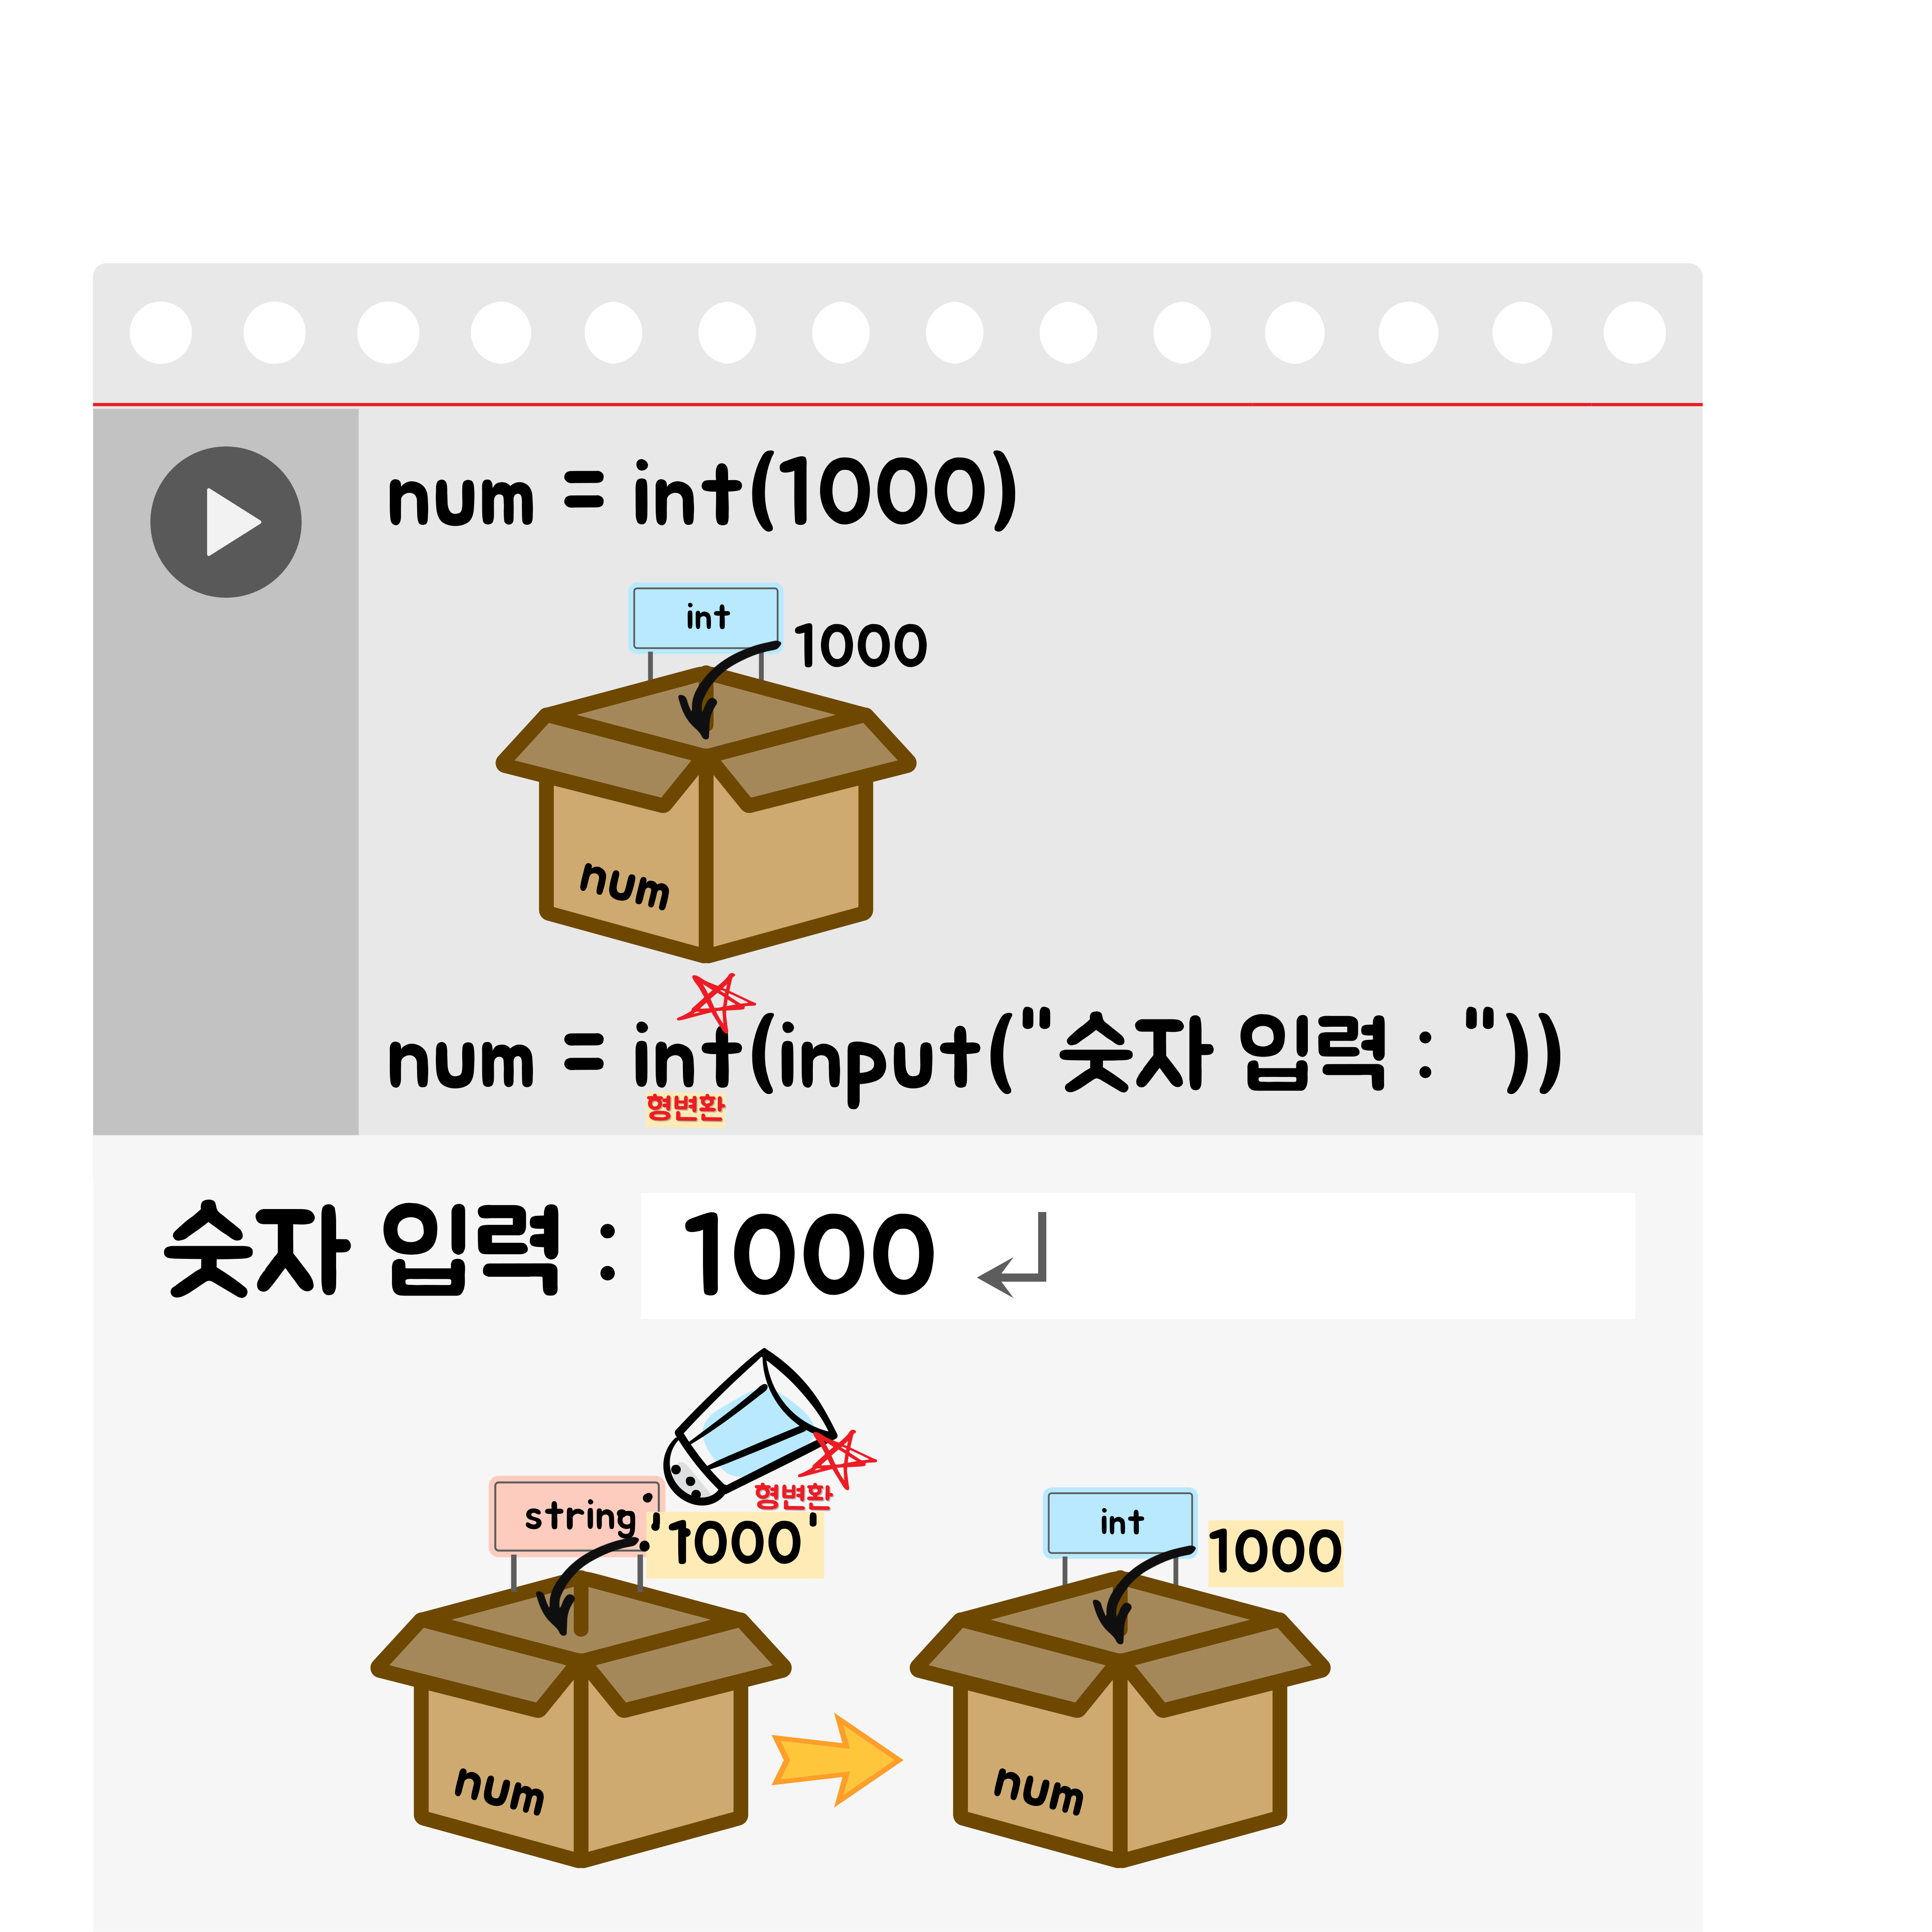 num = int(1000)
int
1000
num
num = int(input("숫자 입력 : "))
형변환
숫자 입력 : 1000
형변환
string
'1000'
int
1000
num
num